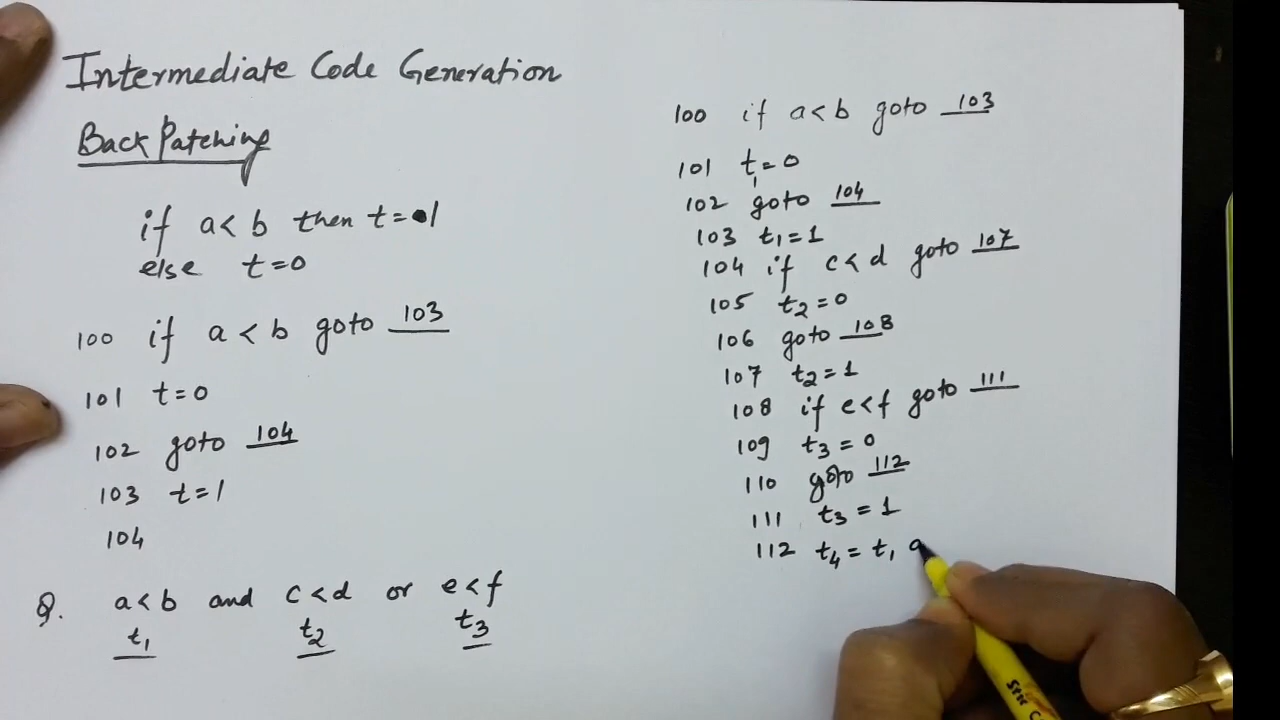 Intermediate Code Generation
Back Patching
if a < b then t = 1
else t = 0
100 if a < b goto 103
101 t = 0
102 goto 104
103 t = 1
104
Q. a < b and c < d or e < f
t1 t2 t3
100 if a < b goto 103
101 t1 = 0
102 goto 104
103 t1 = 1
104 if c < d goto 107
105 t2 = 0
106 goto 108
107 t2 = 1
108 if e < f goto 111
109 t3 = 0
110 goto 112
111 t3 = 1
112 t4 = t1 a